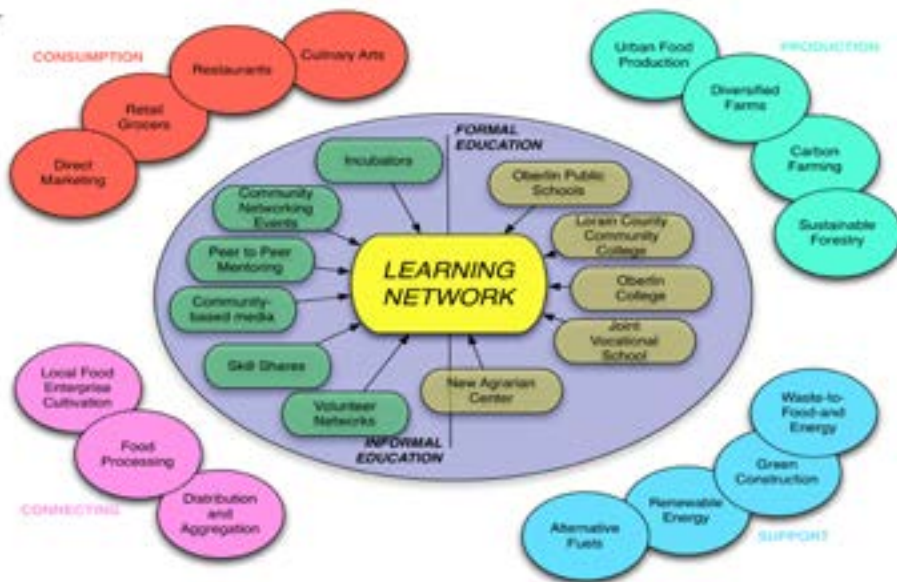 CONSUMPTION
Culinary Arts
Restaurants
Retail
Grocers
Direct
Marketing
PRODUCTION
Urban Food
Production
Diversified
Farms
Carbon
Farming
Sustainable
Forestry
FORMAL
EDUCATION
Incubators
Community
Networking
Events
Peer to Peer
Mentoring
Community-
based media
Skill Shares
Volunteer
Networks
INFORMAL
EDUCATION
LEARNING
NETWORK
Oberlin Public
Schools
Lorain County
Community
College
Oberlin
College
Joint
Vocational
School
New Agrarian
Center
Local Food
Enterprise
Cultivation
Food
Processing
Distribution
and
Aggregation
CONNECTING
Waste-to-
Food-and
Energy
Green
Construction
Renewable
Energy
Alternative
Fuels
SUPPORT